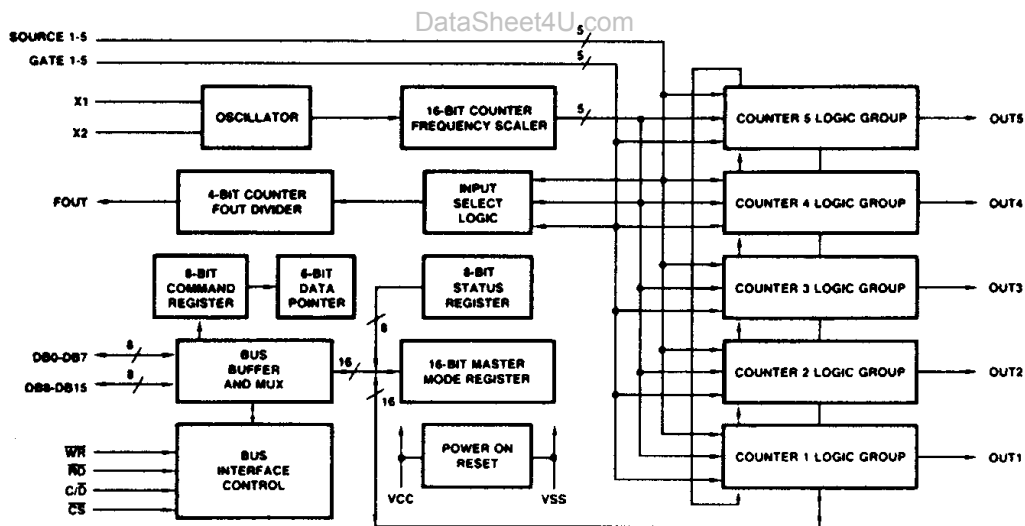 DataSheet4U.com
SOURCE 1-5
5
GATE 1-5
5
X1
X2
OSCILLATOR
16-BIT COUNTER
FREQUENCY SCALER
5
COUNTER 5 LOGIC GROUP
OUT5
FOUT
4-BIT COUNTER
FOUT DIVIDER
INPUT
SELECT
LOGIC
COUNTER 4 LOGIC GROUP
OUT4
8-BIT
COMMAND
REGISTER
6-BIT
DATA
POINTER
8-BIT
STATUS
REGISTER
COUNTER 3 LOGIC GROUP
OUT3
8
DB0-DB7
8
DB8-DB15
8
BUS
BUFFER
AND MUX
16
16
16-BIT MASTER
MODE REGISTER
COUNTER 2 LOGIC GROUP
OUT2
W̅R̅
R̅D̅
C/D̅
C̅S̅
BUS
INTERFACE
CONTROL
POWER ON
RESET
VCC
VSS
COUNTER 1 LOGIC GROUP
OUT1